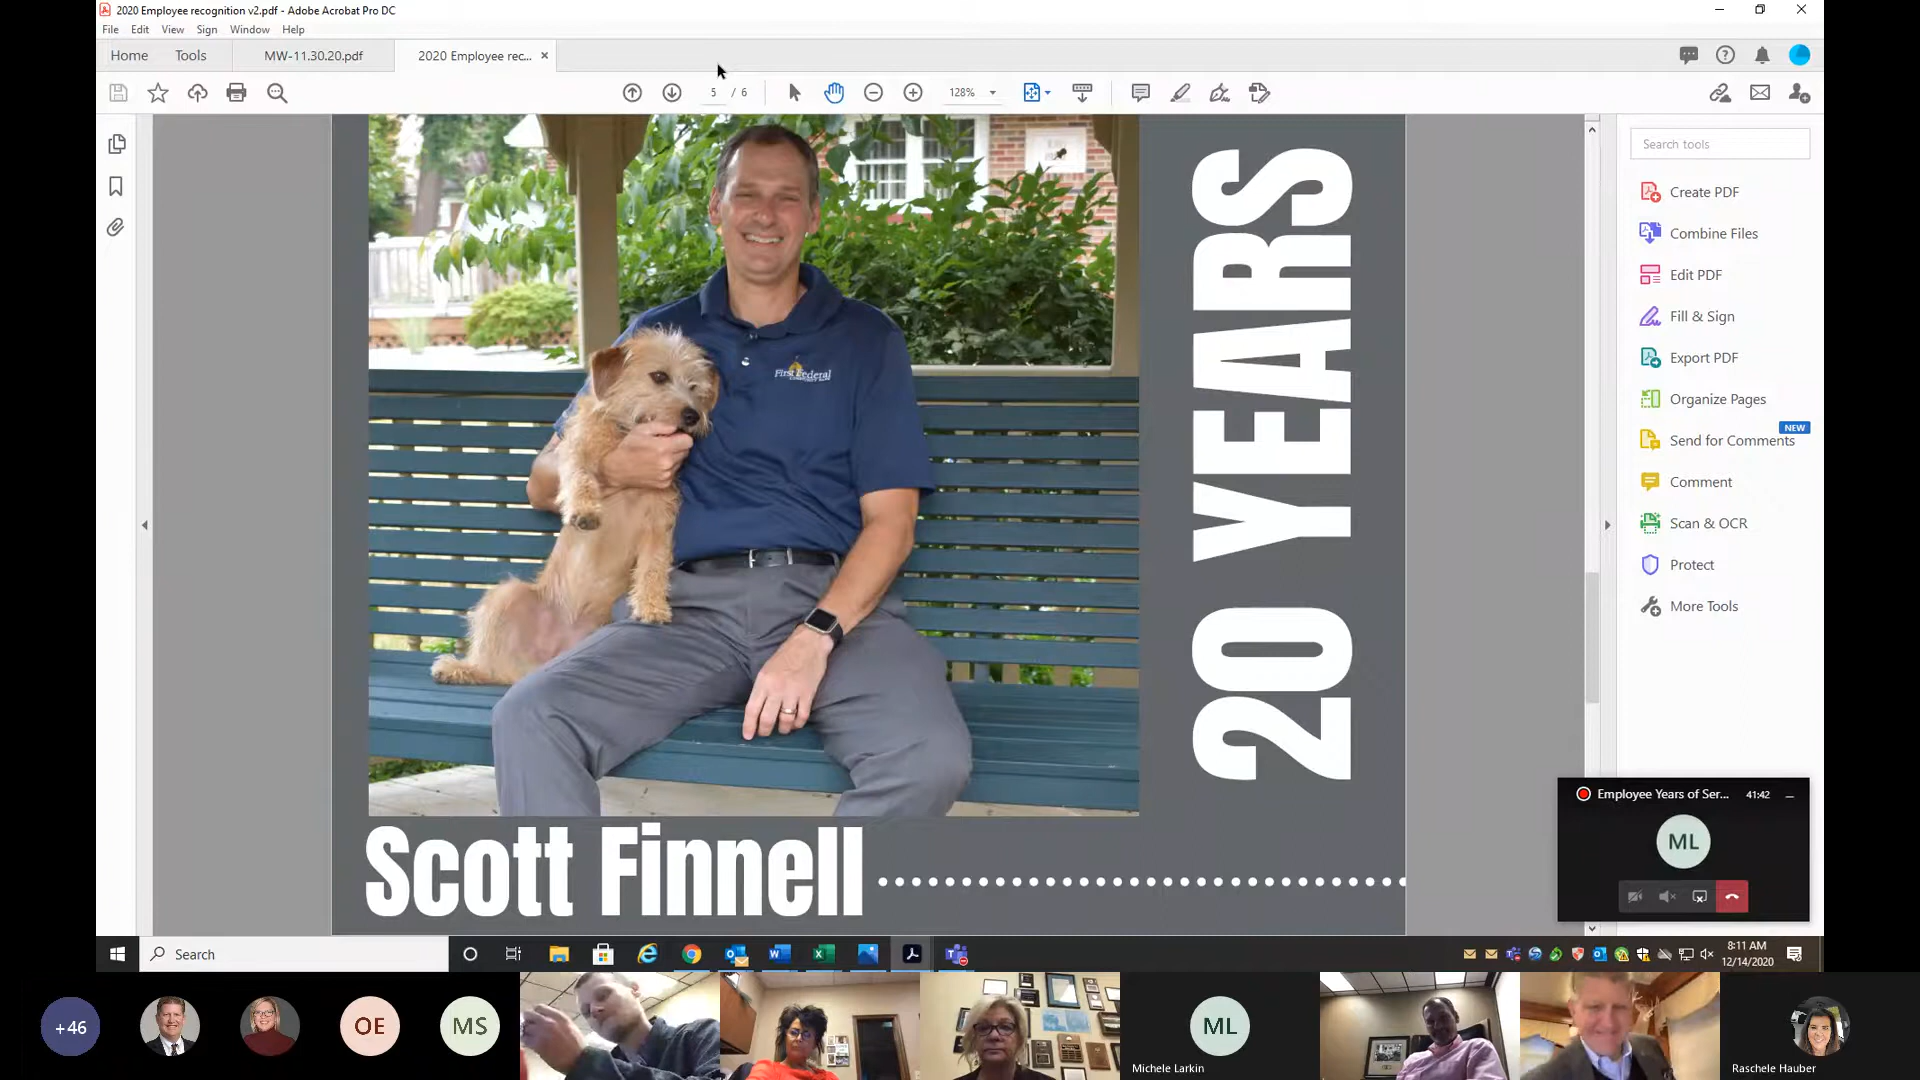 2020 Employee recognition v2.pdf - Adobe Acrobat Pro DC
File Edit View Sign Window Help
Home Tools MW-11.30.20.pdf 2020 Employee rec... ×
5 / 6 128%
Search tools
Create PDF
Combine Files
Edit PDF
Fill & Sign
Export PDF
Organize Pages
NEW
Send for Comments
Comment
Scan & OCR
Protect
More Tools
First Federal
20 YEARS
Scott Finnell
Employee Years of Ser... 41:42
ML
Search
8:11 AM
12/14/2020
+46 OE MS ML
Michele Larkin
Raschele Hauber